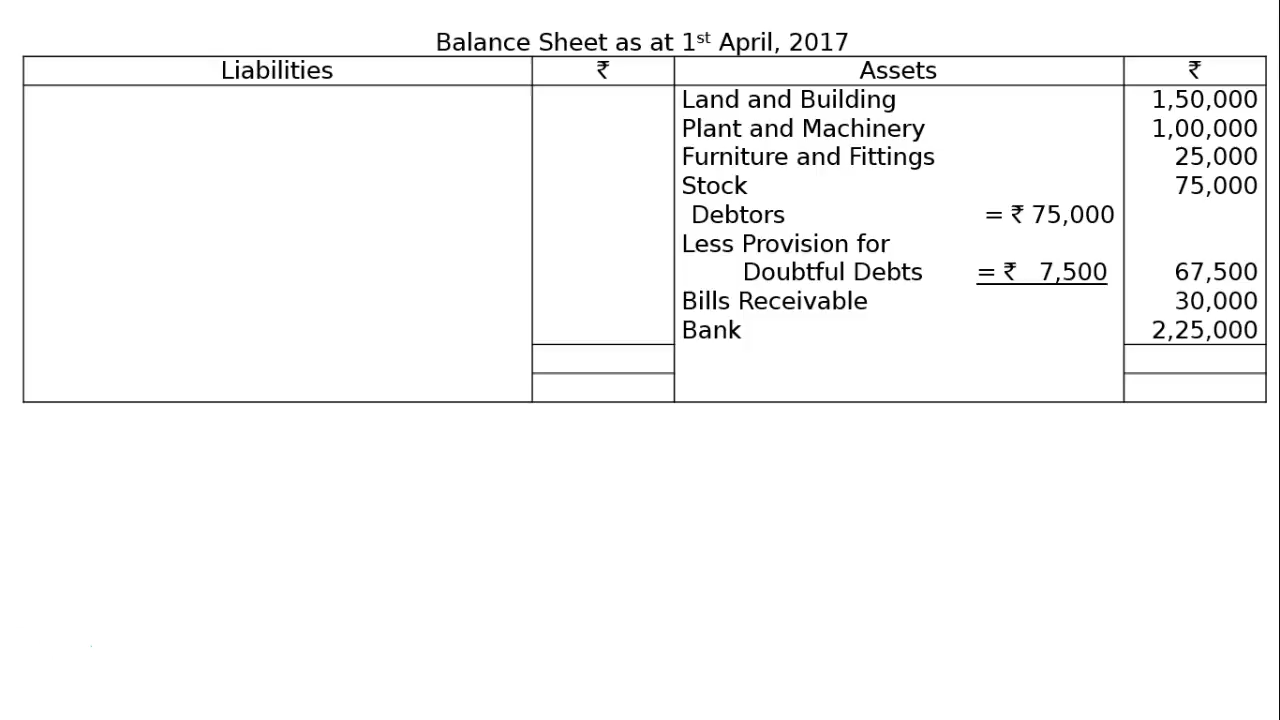 Balance Sheet as at 1st April, 2017
Liabilities ₹ Assets ₹
Land and Building 1,50,000
Plant and Machinery 1,00,000
Furniture and Fittings 25,000
Stock 75,000
Debtors = ₹ 75,000
Less Provision for
Doubtful Debts = ₹ 7,500 67,500
Bills Receivable 30,000
Bank 2,25,000